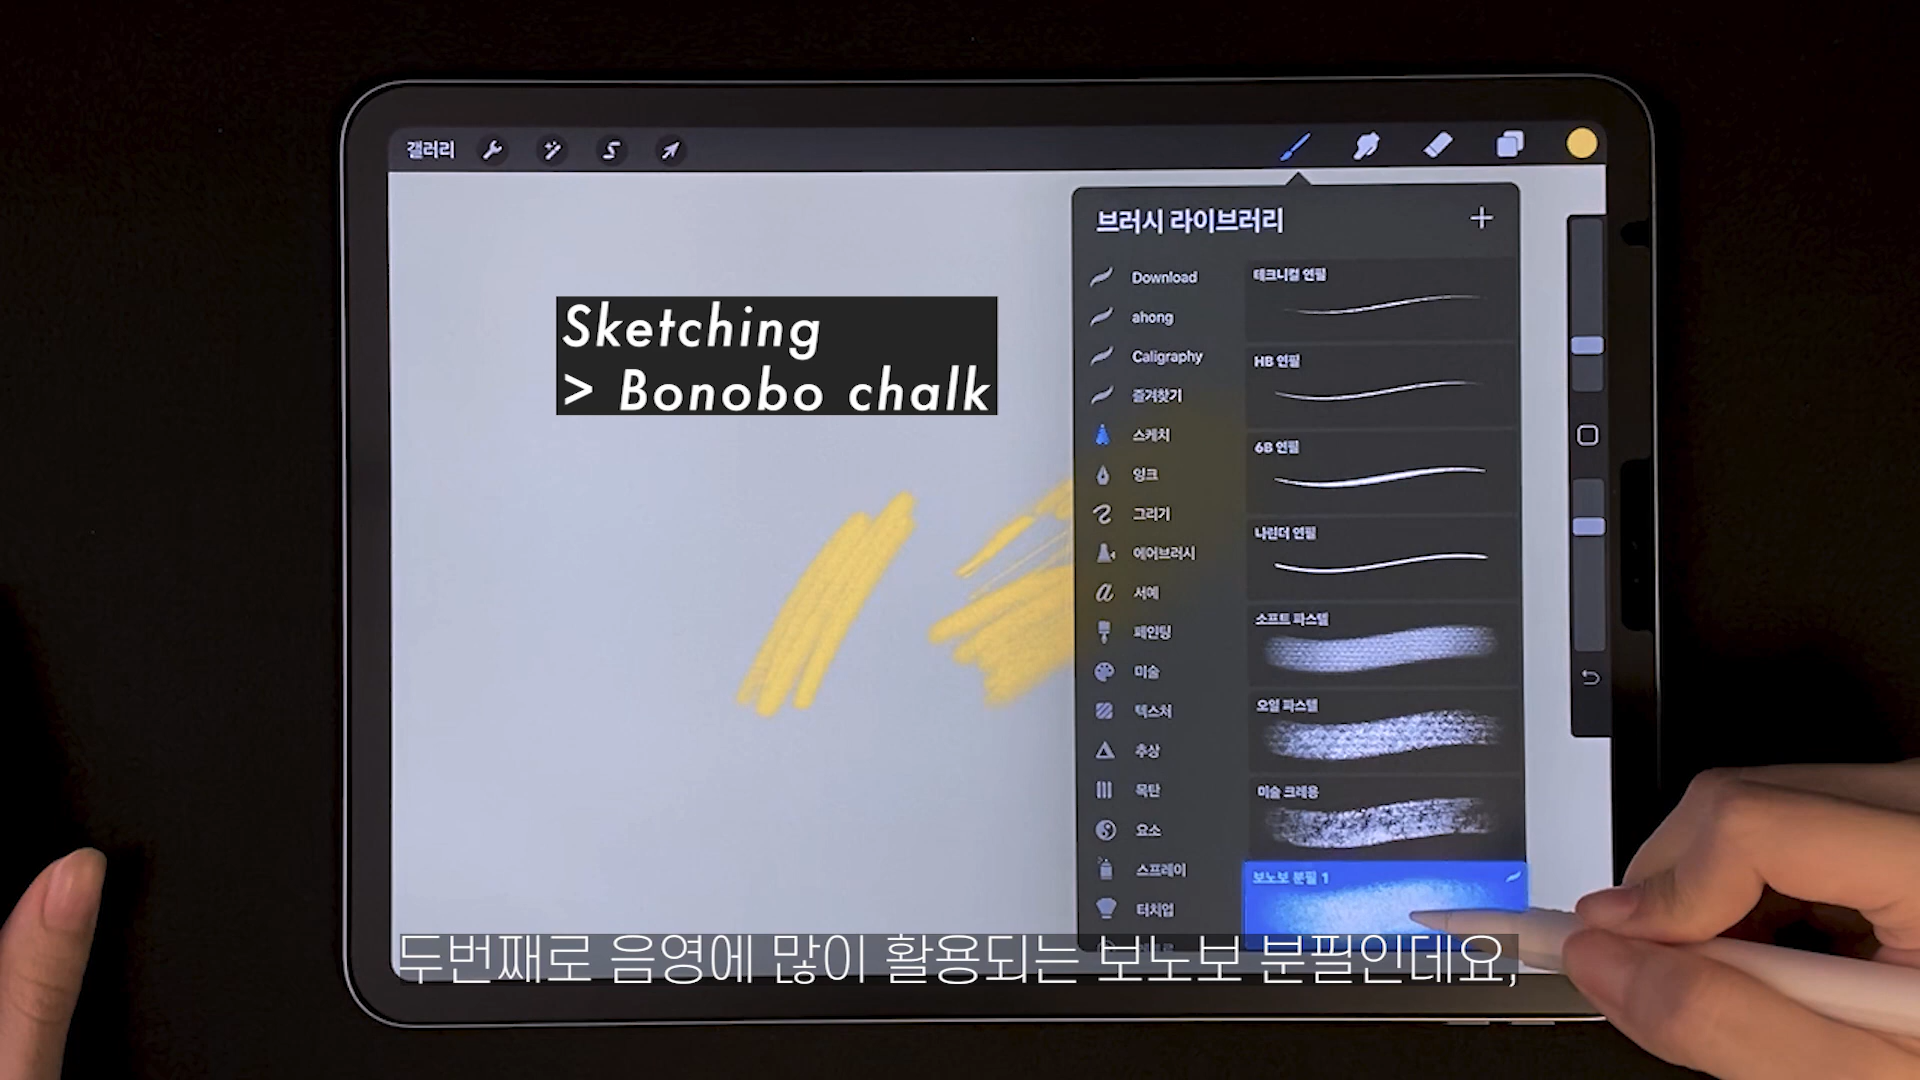 갤러리
브러시 라이브러리
Download
ahong
Caligraphy
즐겨찾기
스케치
잉크
그리기
에어브러시
서예
페인팅
미술
텍스처
추상
목탄
요소
스프레이
터치업
테크니컬 연필
HB 연필
6B 연필
나린더 연필
소프트 파스텔
오일 파스텔
미술 크레용
보노보 분필 1
Sketching
> Bonobo chalk
두번째로 음영에 많이 활용되는 보노보 분필인데요,